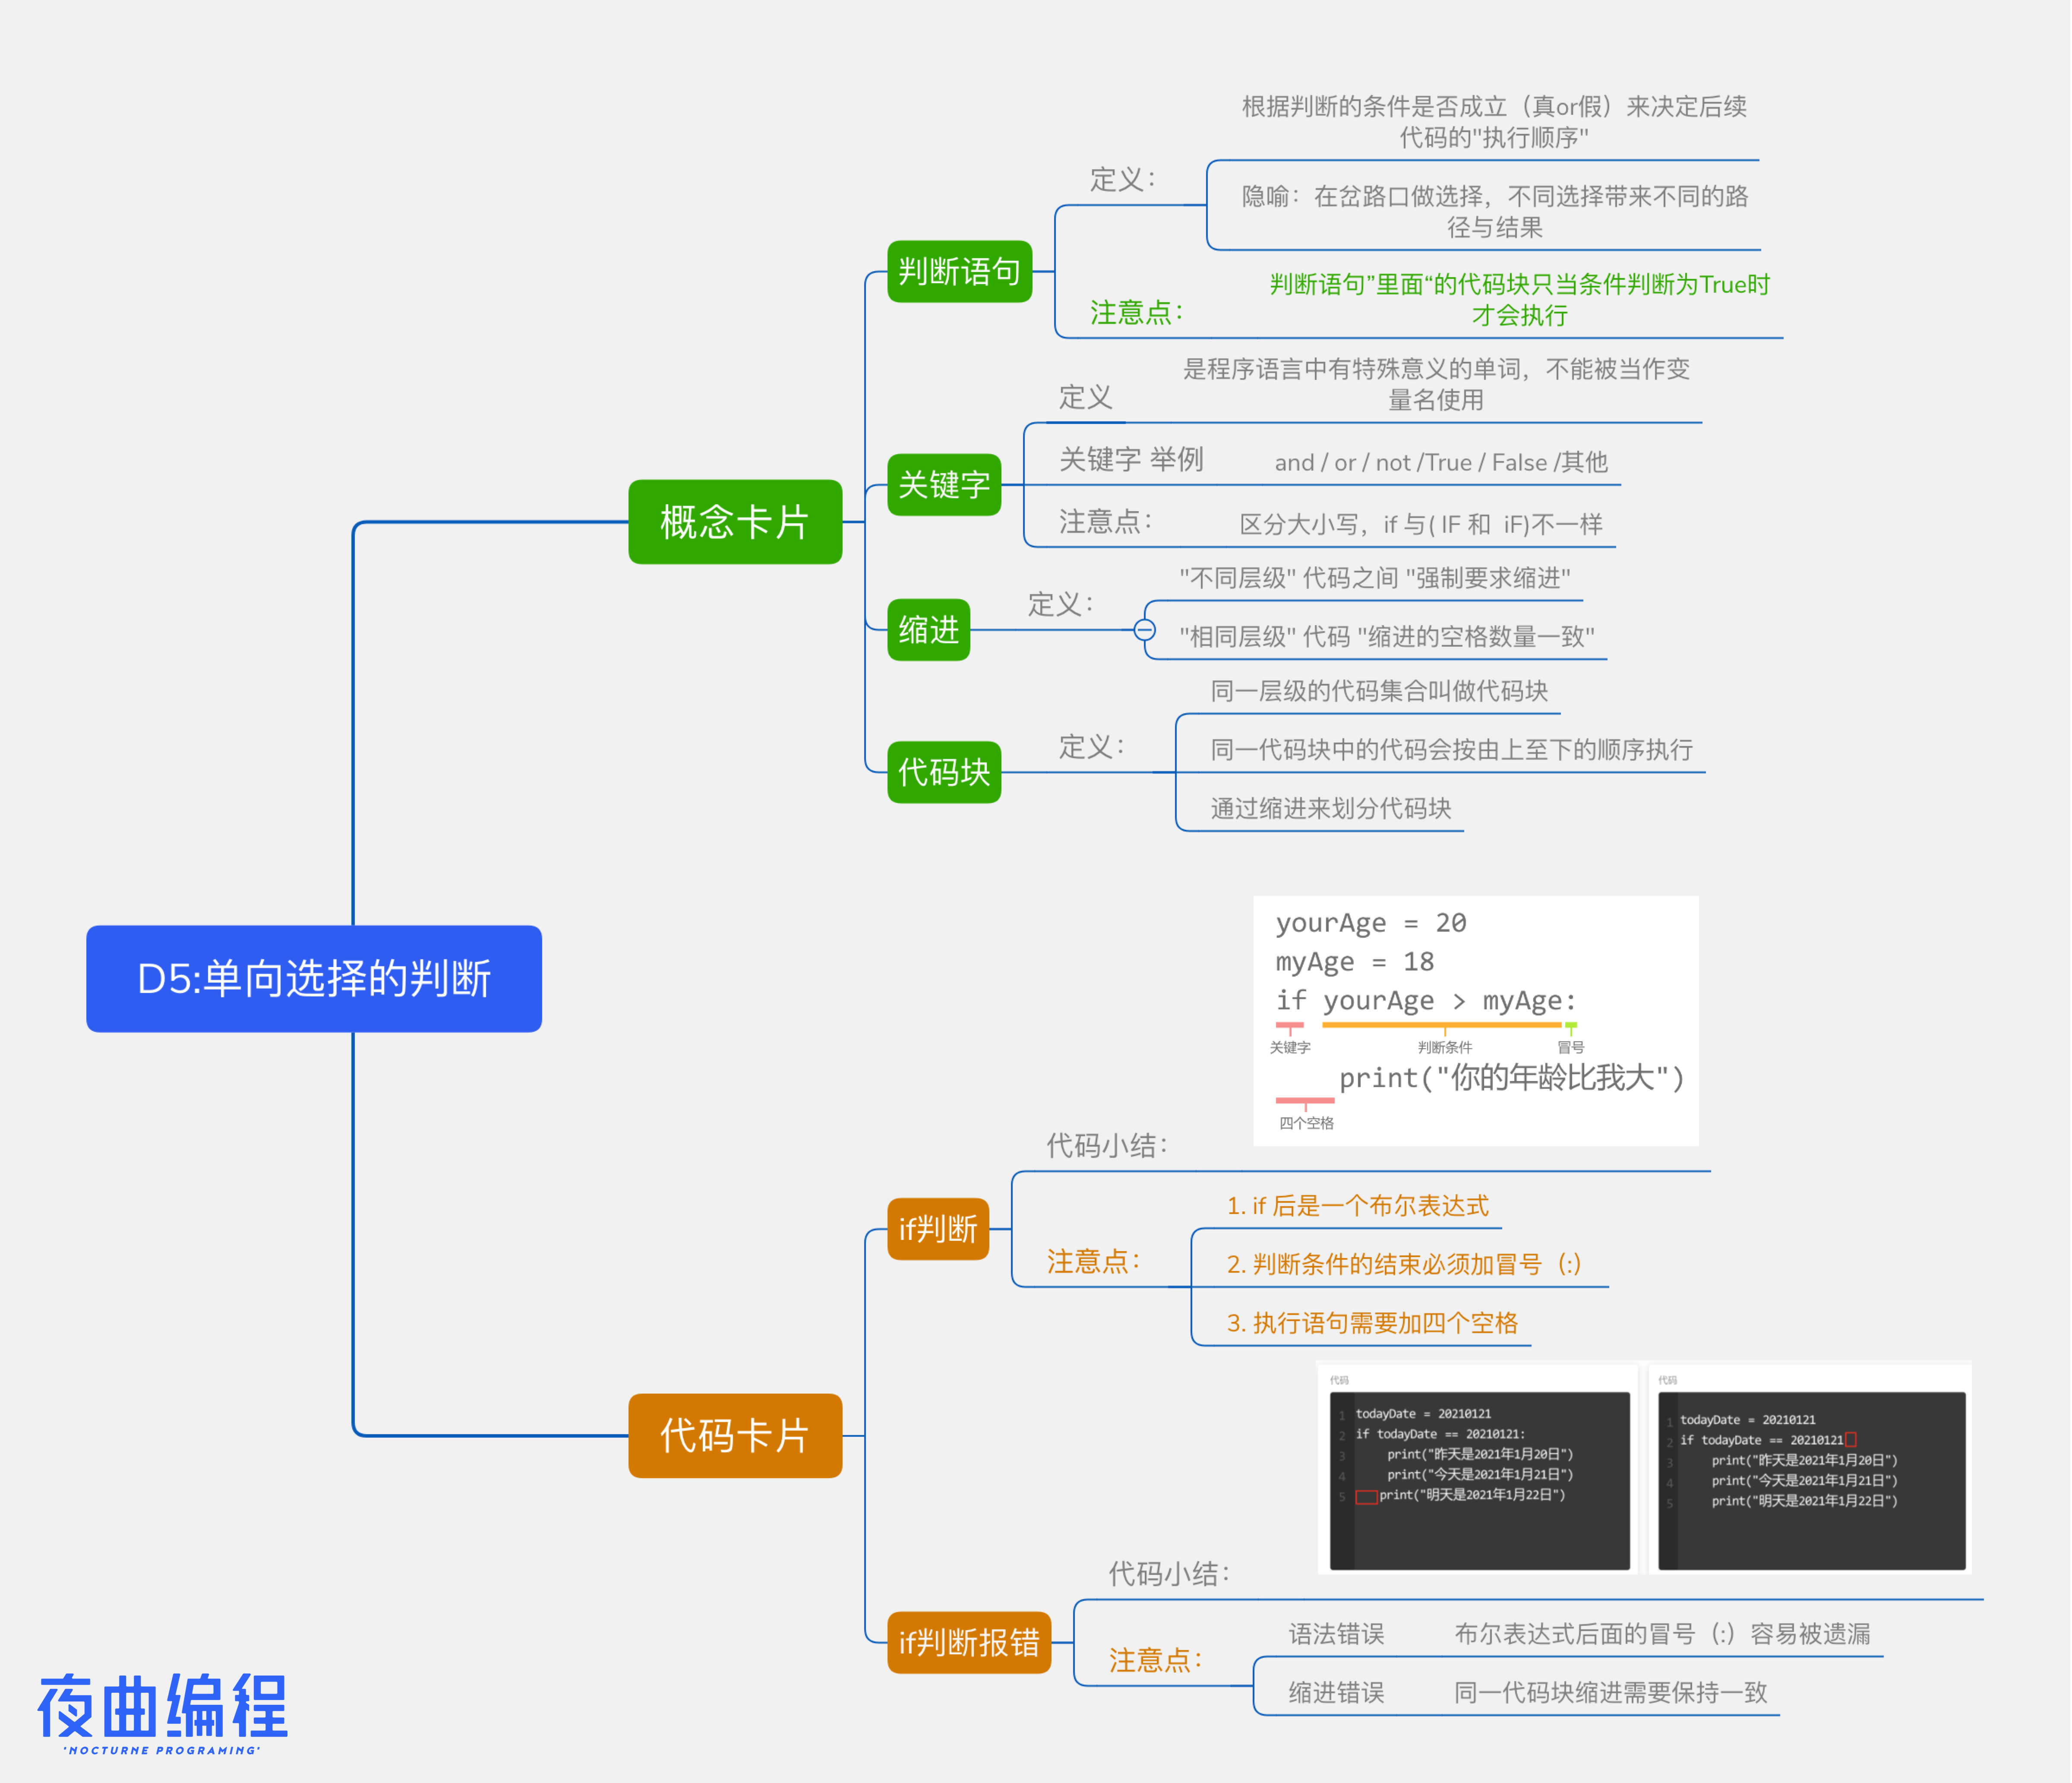 D5:单向选择的判断
概念卡片
判断语句
定义：
根据判断的条件是否成立（真or假）来决定后续
代码的"执行顺序"
隐喻：在岔路口做选择，不同选择带来不同的路
径与结果
注意点：
判断语句”里面“的代码块只当条件判断为True时
才会执行
关键字
定义
是程序语言中有特殊意义的单词，不能被当作变
量名使用
关键字 举例
and / or / not /True / False /其他
注意点：
区分大小写，if 与( IF 和  iF)不一样
缩进
定义：
"不同层级" 代码之间 "强制要求缩进"
"相同层级" 代码 "缩进的空格数量一致"
代码块
定义：
同一层级的代码集合叫做代码块
同一代码块中的代码会按由上至下的顺序执行
通过缩进来划分代码块
代码卡片
if判断
代码小结：
yourAge = 20
myAge = 18
if yourAge > myAge:
关键字 判断条件 冒号
print("你的年龄比我大")
四个空格
注意点：
1. if 后是一个布尔表达式
2. 判断条件的结束必须加冒号（:）
3. 执行语句需要加四个空格
if判断报错
代码小结：
代码
1 todayDate = 20210121
2 if todayDate == 20210121:
3 print("昨天是2021年1月20日")
4 print("今天是2021年1月21日")
5 print("明天是2021年1月22日")
代码
1 todayDate = 20210121
2 if todayDate == 20210121
3 print("昨天是2021年1月20日")
4 print("今天是2021年1月21日")
5 print("明天是2021年1月22日")
注意点：
语法错误 布尔表达式后面的冒号（:）容易被遗漏
缩进错误 同一代码块缩进需要保持一致
夜曲编程
'NOCTURNE PROGRAMING'